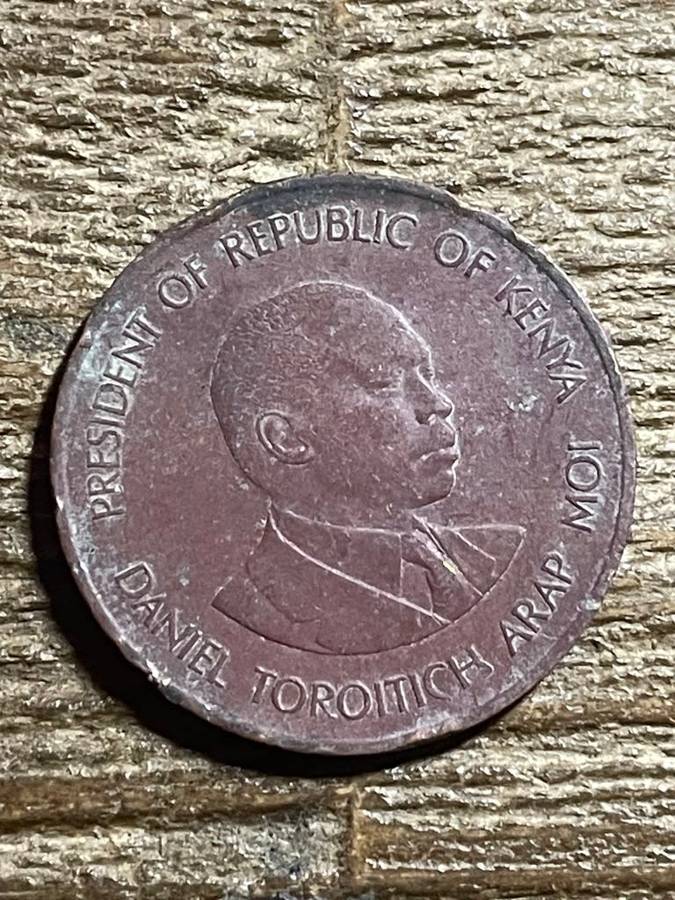 PRESIDENT OF REPUBLIC OF KENYA
DANIEL TOROITICH ARAP MOI